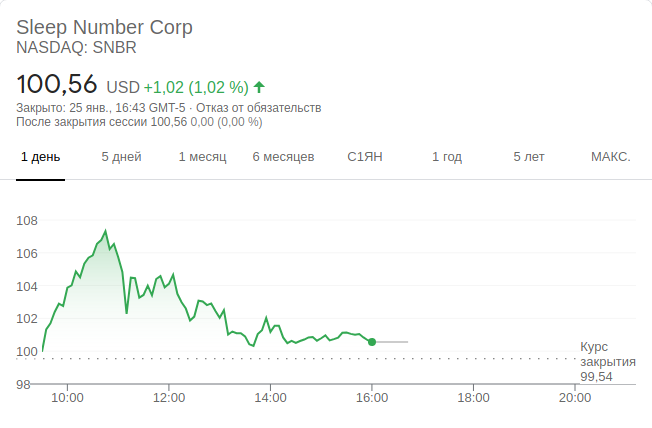 Sleep Number Corp
NASDAQ: SNBR
100,56 USD +1,02 (1,02 %)
Закрыто: 25 янв., 16:43 GMT-5 · Отказ от обязательств
После закрытия сессии 100,56 0,00 (0,00 %)
1 день 5 дней 1 месяц 6 месяцев С1ЯН 1 год 5 лет МАКС.
108
106
104
102
100
Курс
закрытия
99,54
98
10:00 12:00 14:00 16:00 18:00 20:00